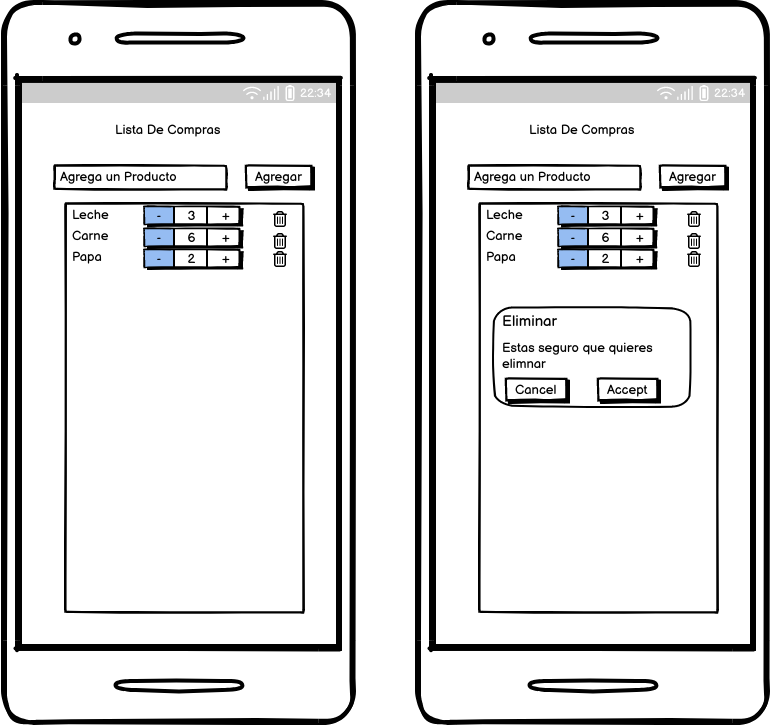 22:34
Lista De Compras
Agrega un Producto Agregar
Leche - 3 +
Carne - 6 +
Papa - 2 +
22:34
Lista De Compras
Agrega un Producto Agregar
Leche - 3 +
Carne - 6 +
Papa - 2 +
Eliminar
Estas seguro que quieres
elimnar
Cancel Accept